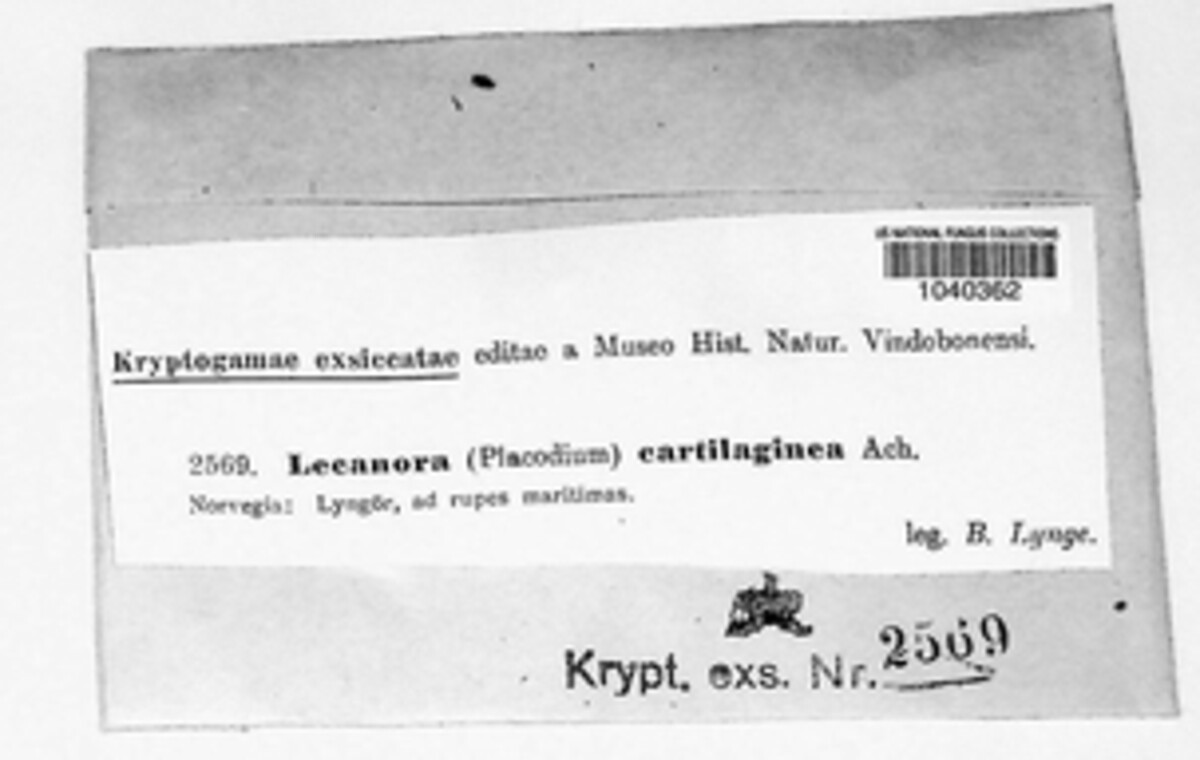 US NATIONAL FUNGUS COLLECTIONS
1040362
Kryptogamae exsiccatae editae a Museo Hist. Natur. Vindobonensi.
2569. Lecanora (Placodium) cartilaginea Ach.
Norvegia: Lyngör, ad rupes maritimas.
leg. B. Lynge.
Krypt. exs. Nr. 2569